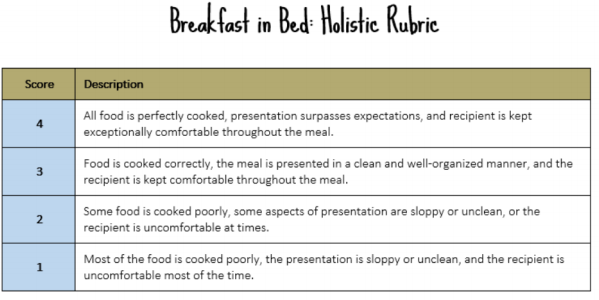 Breakfast in Bed: Holistic Rubric
Score Description
4 All food is perfectly cooked, presentation surpasses expectations, and recipient is kept
exceptionally comfortable throughout the meal.
3 Food is cooked correctly, the meal is presented in a clean and well-organized manner, and the
recipient is kept comfortable throughout the meal.
2 Some food is cooked poorly, some aspects of presentation are sloppy or unclean, or the
recipient is uncomfortable at times.
1 Most of the food is cooked poorly, the presentation is sloppy or unclean, and the recipient is
uncomfortable most of the time.